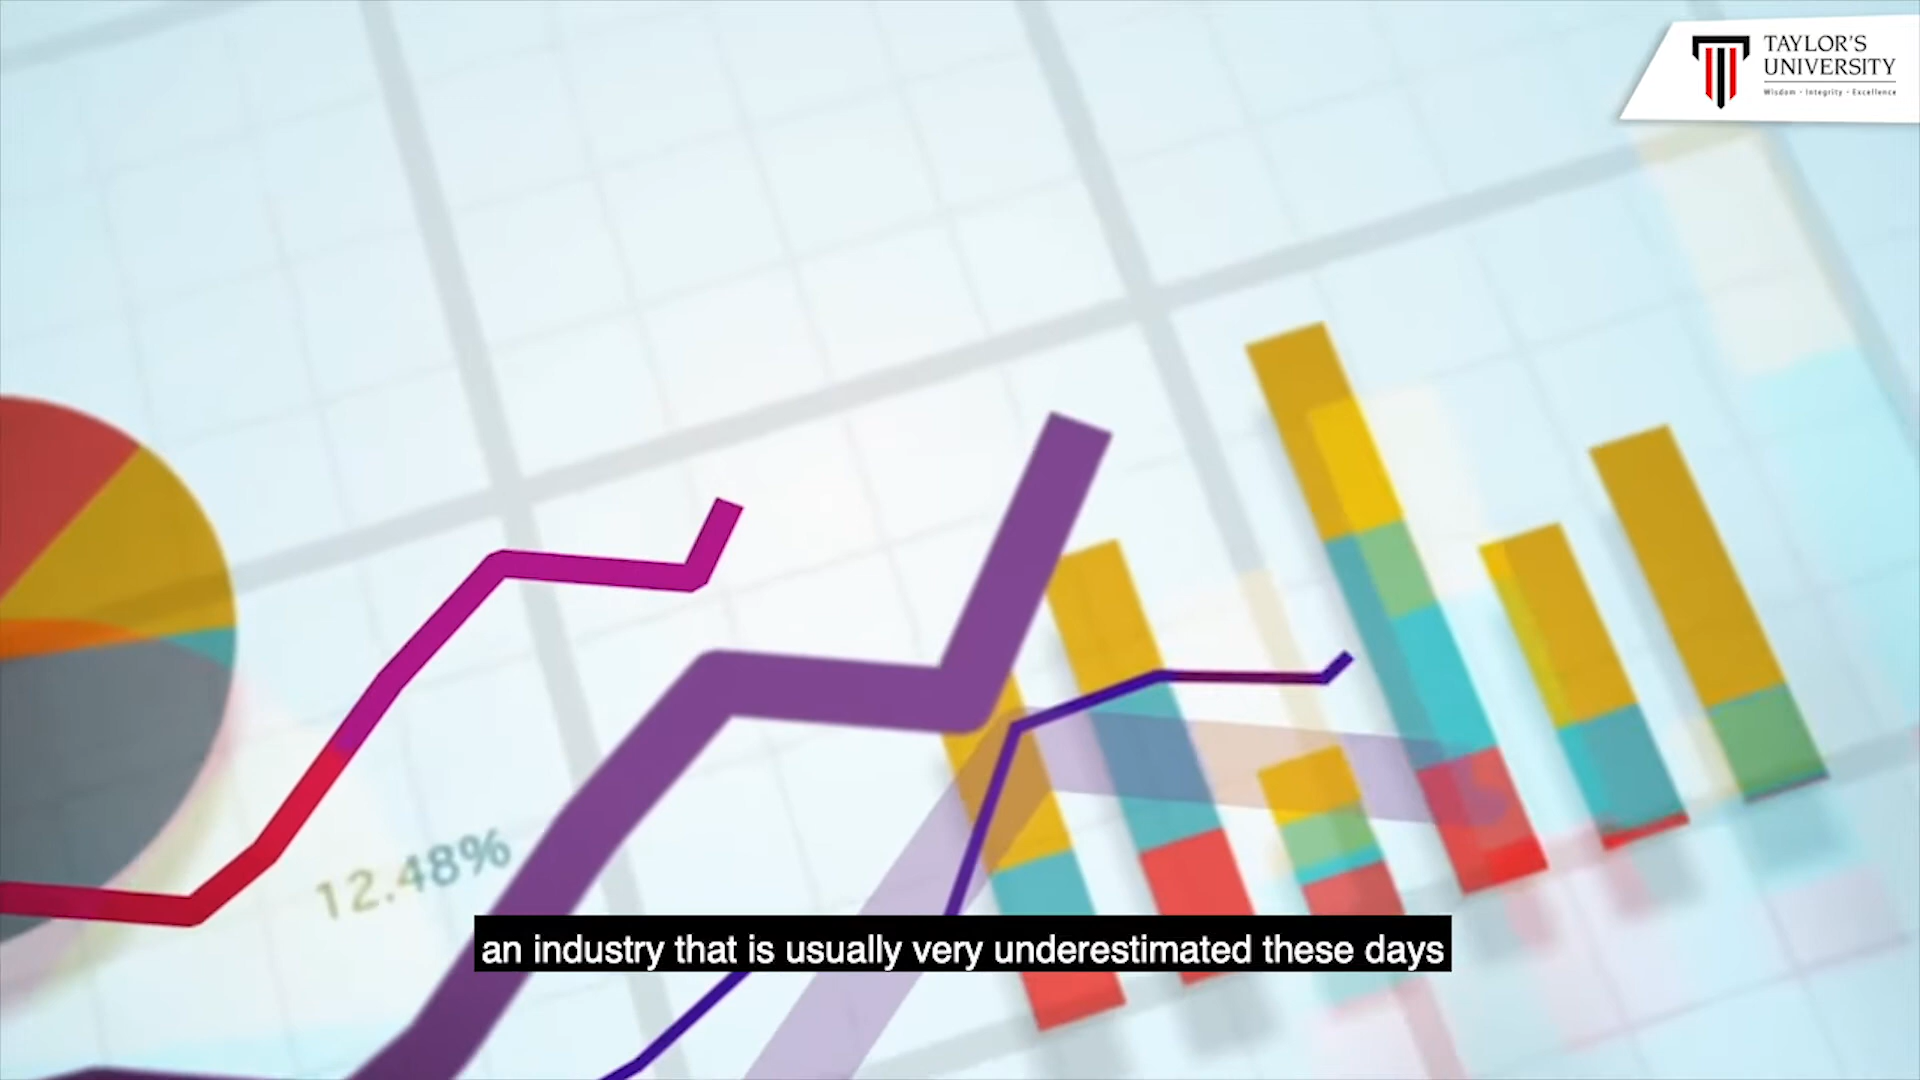 TAYLOR'S
UNIVERSITY
Wisdom · Integrity · Excellence
12.48%
an industry that is usually very underestimated these days